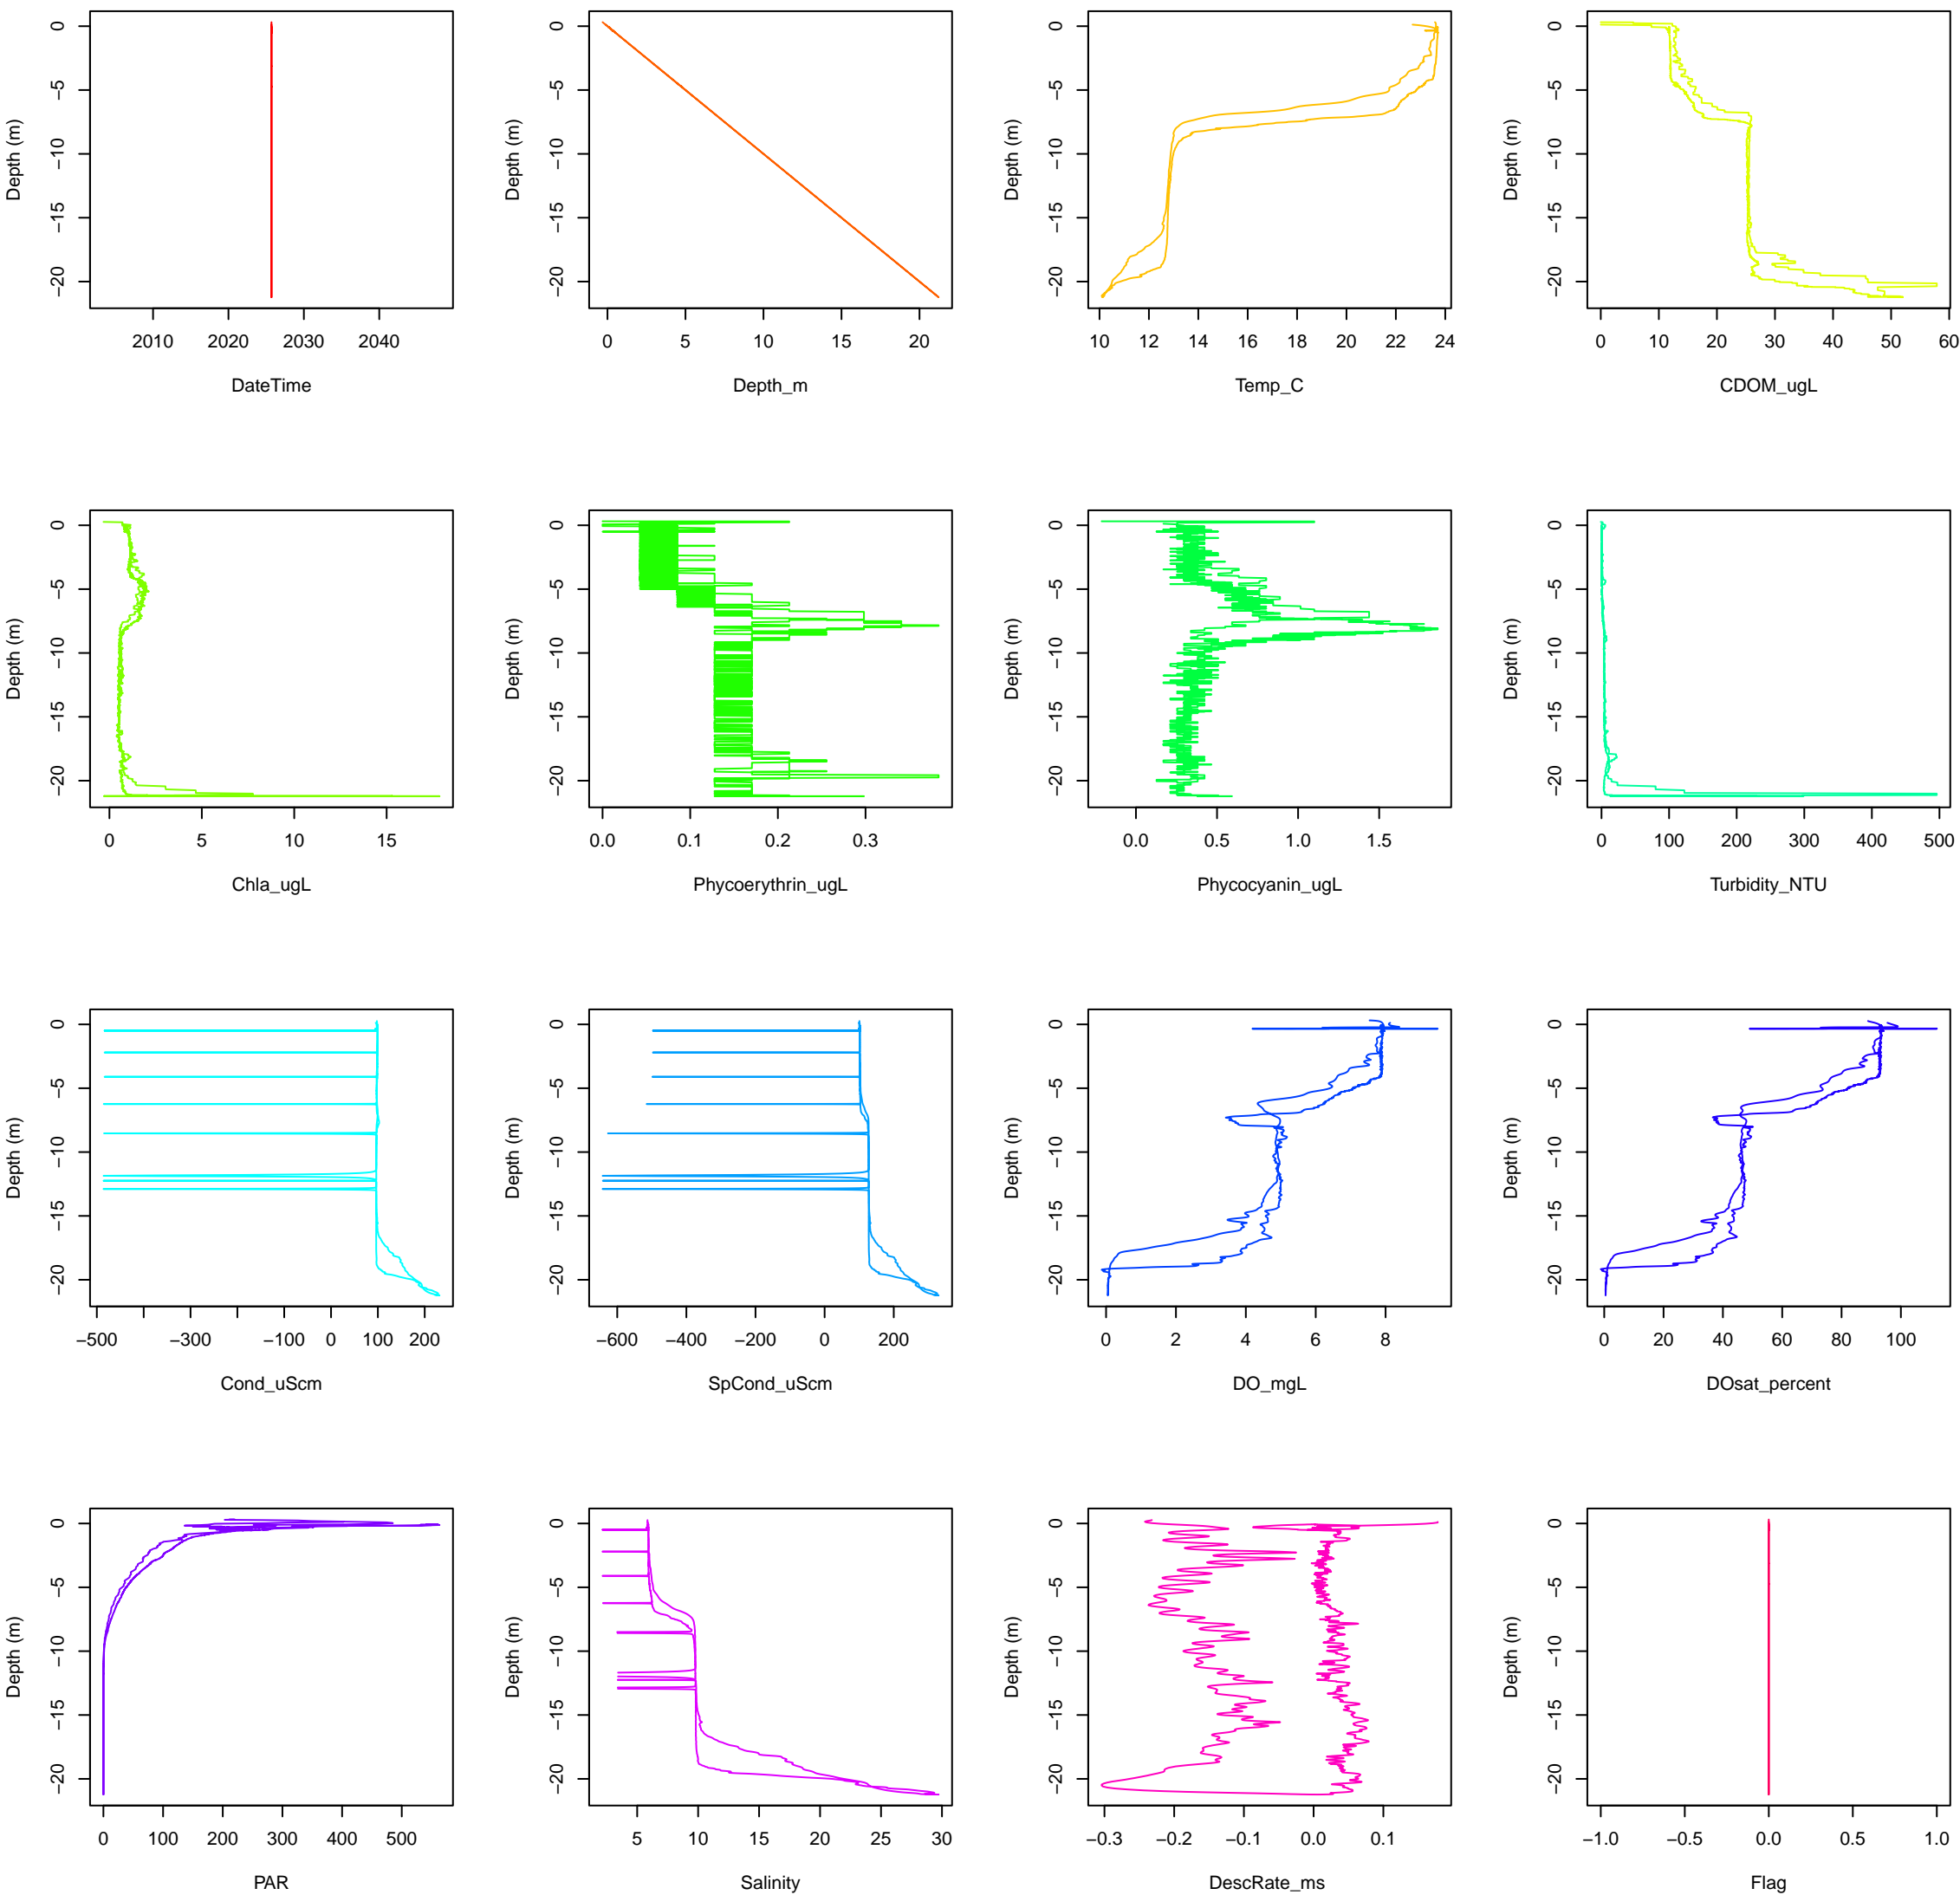 Depth (m)
0
−5
−10
−15
−20
2010 2020 2030 2040
DateTime
Depth (m)
0
−5
−10
−15
−20
0 5 10 15 20
Depth_m
Depth (m)
0
−5
−10
−15
−20
10 12 14 16 18 20 22 24
Temp_C
Depth (m)
0
−5
−10
−15
−20
0 10 20 30 40 50 60
CDOM_ugL
Depth (m)
0
−5
−10
−15
−20
0 5 10 15
Chla_ugL
Depth (m)
0
−5
−10
−15
−20
0.0 0.1 0.2 0.3
Phycoerythrin_ugL
Depth (m)
0
−5
−10
−15
−20
0.0 0.5 1.0 1.5
Phycocyanin_ugL
Depth (m)
0
−5
−10
−15
−20
0 100 200 300 400 500
Turbidity_NTU
Depth (m)
0
−5
−10
−15
−20
−500 −300 −100 0 100 200
Cond_uScm
Depth (m)
0
−5
−10
−15
−20
−600 −400 −200 0 200
SpCond_uScm
Depth (m)
0
−5
−10
−15
−20
0 2 4 6 8
DO_mgL
Depth (m)
0
−5
−10
−15
−20
0 20 40 60 80 100
DOsat_percent
Depth (m)
0
−5
−10
−15
−20
0 100 200 300 400 500
PAR
Depth (m)
0
−5
−10
−15
−20
5 10 15 20 25 30
Salinity
Depth (m)
0
−5
−10
−15
−20
−0.3 −0.2 −0.1 0.0 0.1
DescRate_ms
Depth (m)
0
−5
−10
−15
−20
−1.0 −0.5 0.0 0.5 1.0
Flag